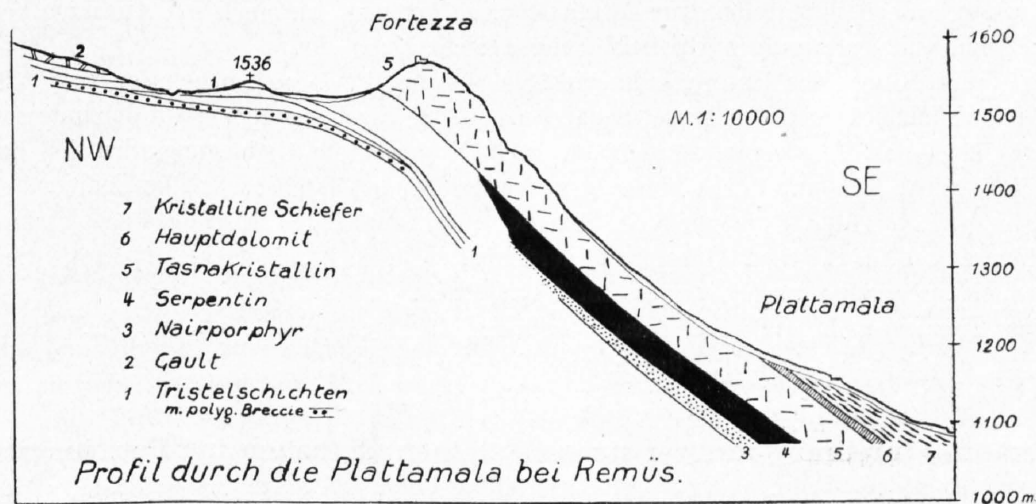 Fortezza
2
1536
5
1
1
1600
M. 1:10000
1500
NW
SE
1400
7 Kristalline Schiefer
1
6 Hauptdolomit
1300
5 Tasnakristallin
4 Serpentin
Plattamala
3 Nairporphyr
1200
2 Gault
1 Tristelschichten
m. polyg. Breccie
1100
3 4 5 6 7
Profil durch die Plattamala bei Remüs.
1000 m